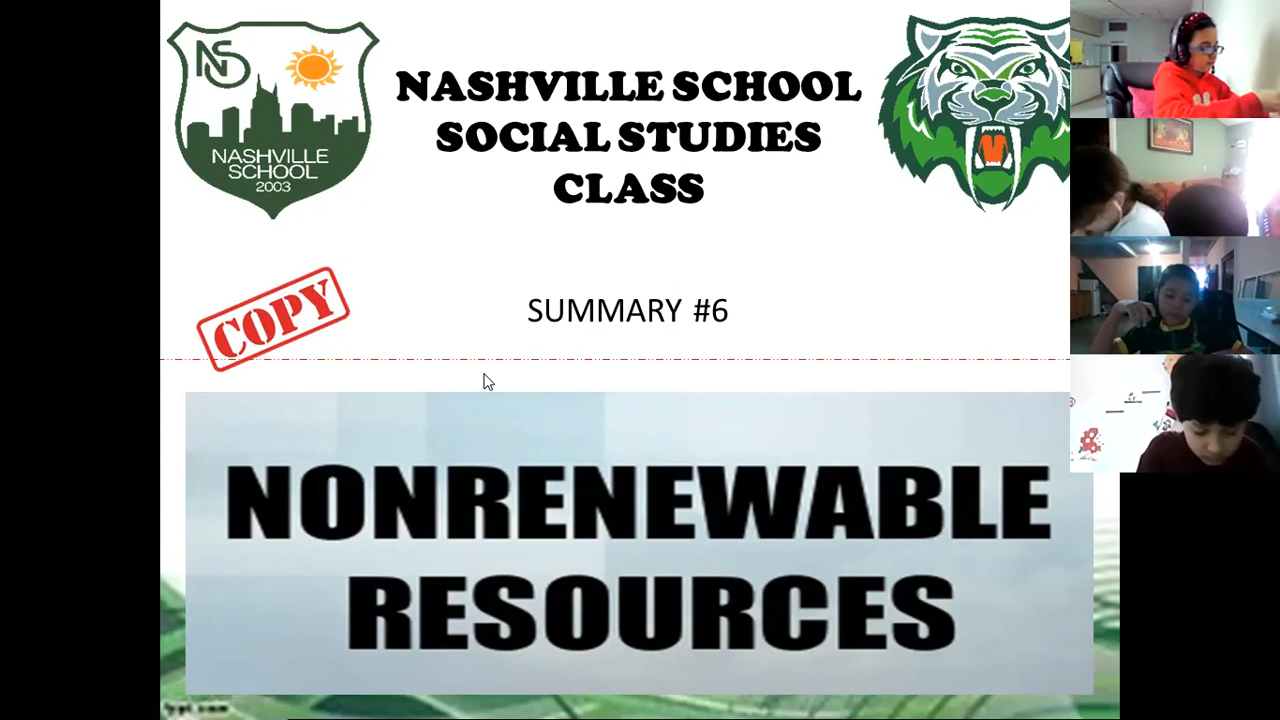 NS
NASHVILLE
SCHOOL
2003
NASHVILLE SCHOOL
SOCIAL STUDIES
CLASS
COPY
SUMMARY #6
NONRENEWABLE
RESOURCES